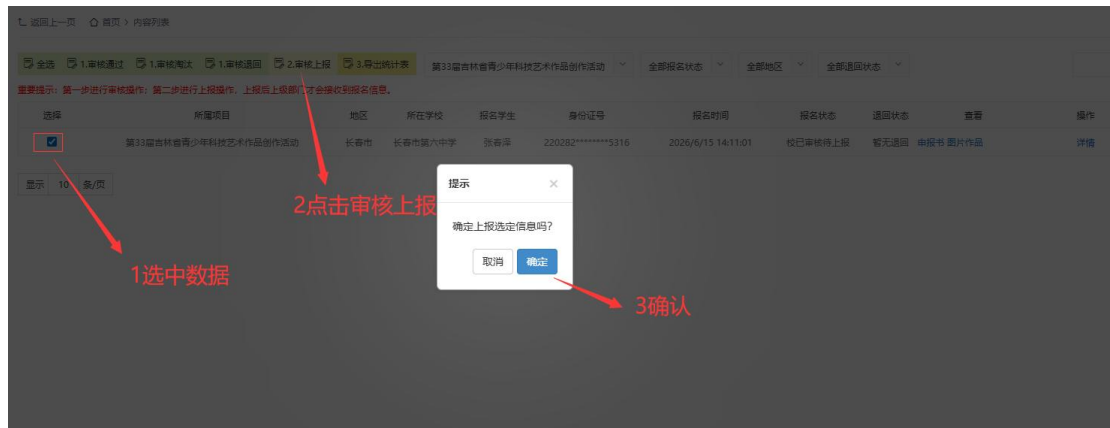 返回上一页 首页 > 内容列表
全选 1.审核通过 1.审核淘汰 1.审核退回 2.审核上报 3.导出统计表 第33届吉林省青少年科技艺术作品创作活动 全部报名状态 全部地区 全部退回状态
重要提示：第一步进行审核操作；第二步进行上报操作，上报后上级部门才会接收到报名信息。
选择 所属项目 地区 所在学校 报名学生 身份证号 报名时间 报名状态 退回状态 查看 操作
第33届吉林省青少年科技艺术作品创作活动 长春市 长春市第六中学 张春泽 220282********5316 2026/6/15 14:11:01 校已审核待上报 暂无退回 申报书 图片作品 详情
显示 10 条/页
提示 ×
确定上报选定信息吗?
取消 确定
1选中数据
2点击审核上报
3确认